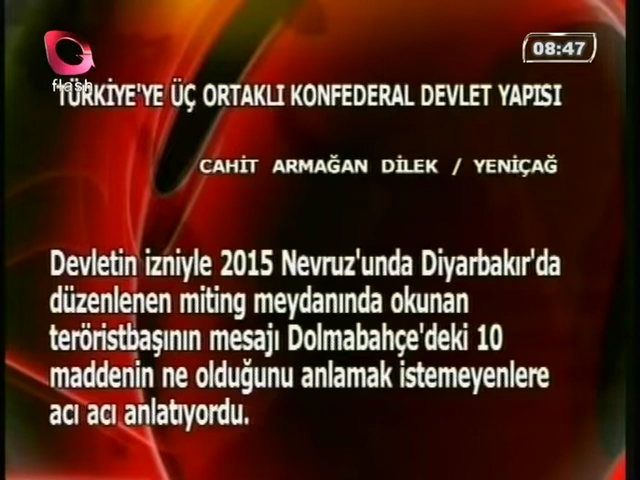 08:47
flash
TÜRKİYE'YE ÜÇ ORTAKLI KONFEDERAL DEVLET YAPISI
CAHİT ARMAĞAN DİLEK / YENİÇAĞ
Devletin izniyle 2015 Nevruz'unda Diyarbakır'da
düzenlenen miting meydanında okunan
teröristbaşının mesajı Dolmabahçe'deki 10
maddenin ne olduğunu anlamak istemeyenlere
acı acı anlatıyordu.